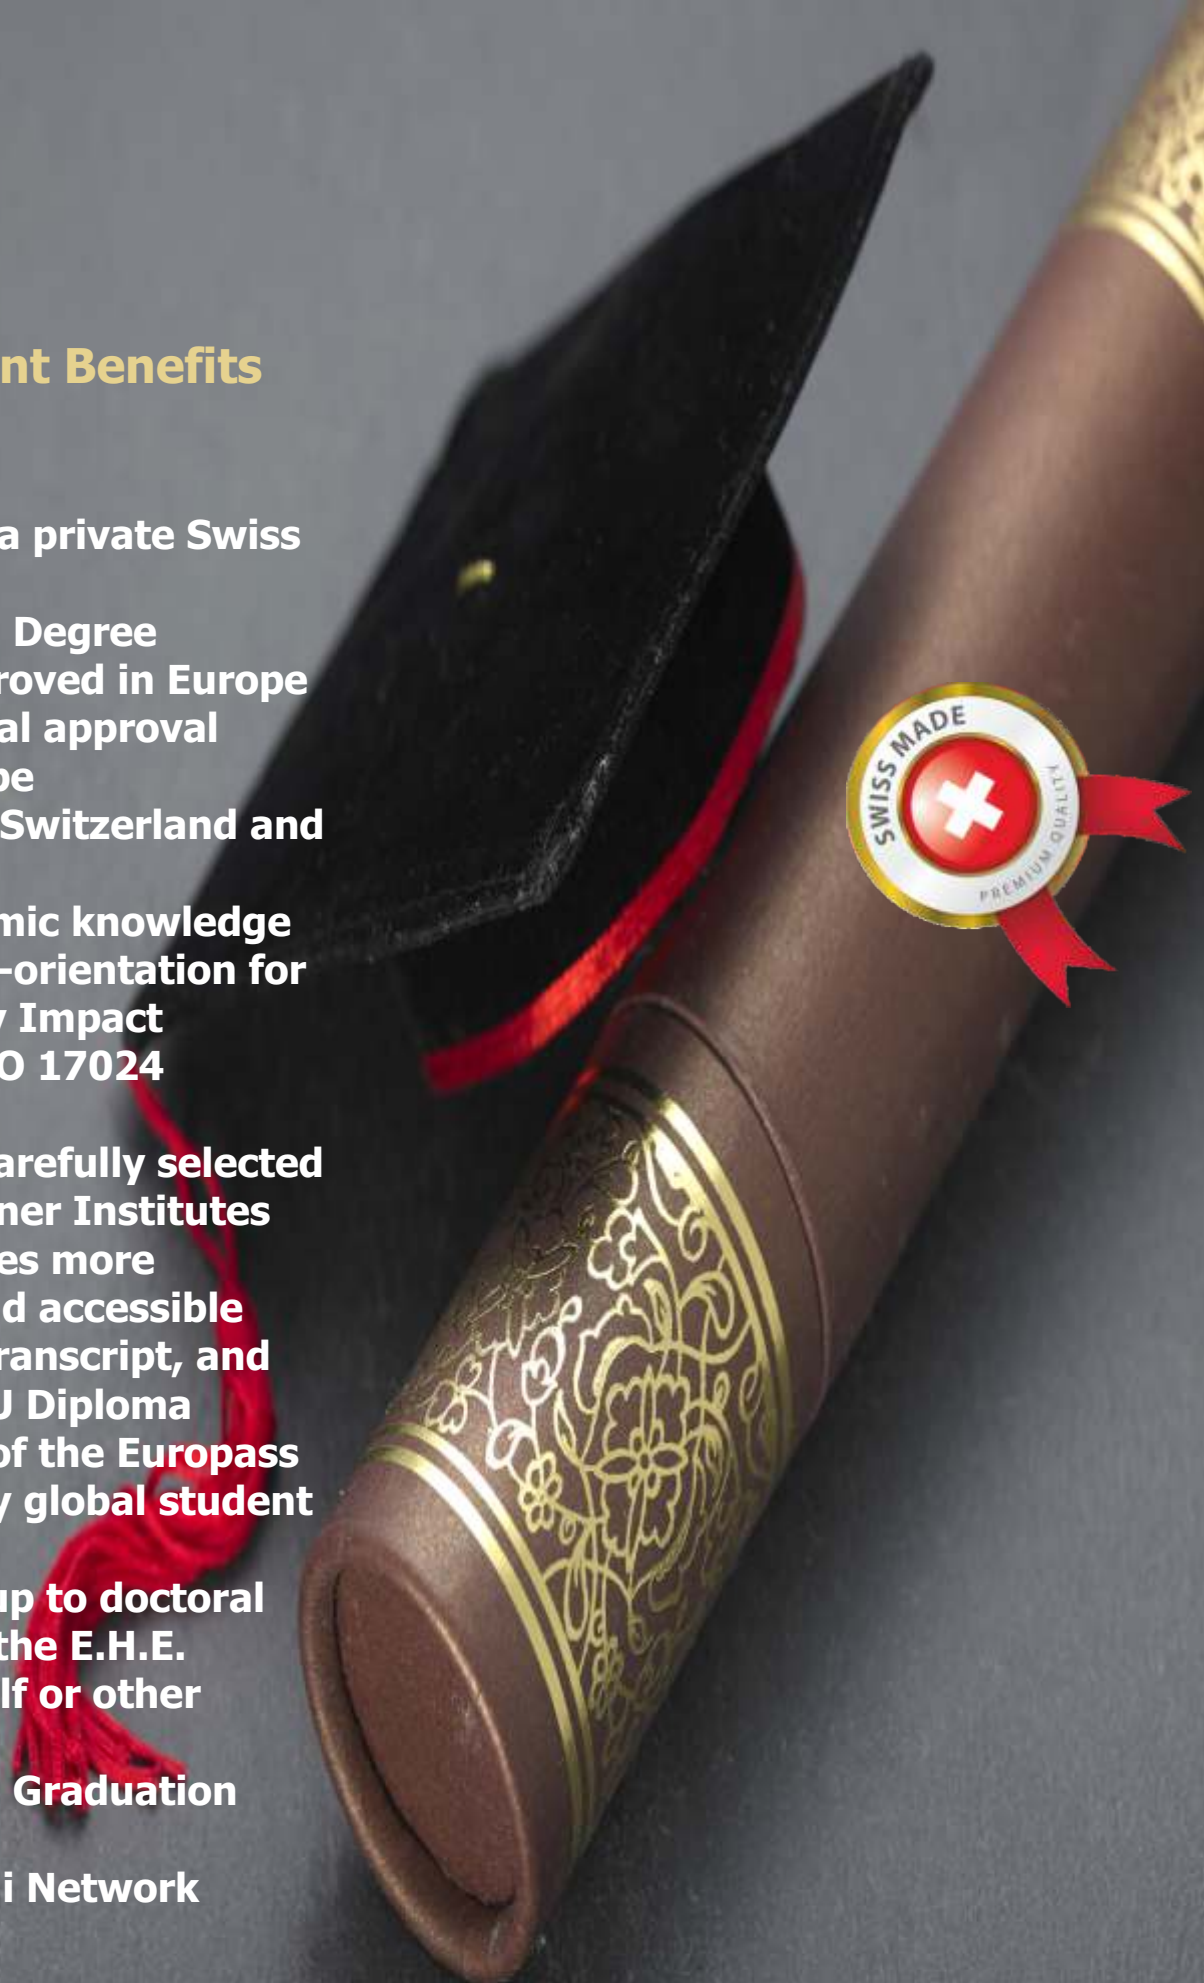 nt Benefits
a private Swiss
Degree
roved in Europe
al approval
pe
Switzerland and
mic knowledge
-orientation for
y Impact
O 17024
arefully selected
ner Institutes
es more
d accessible
ranscript, and
U Diploma
of the Europass
y global student
up to doctoral
the E.H.E.
lf or other
Graduation
i Network
SWISS MADE
PREMIUM QUALITY